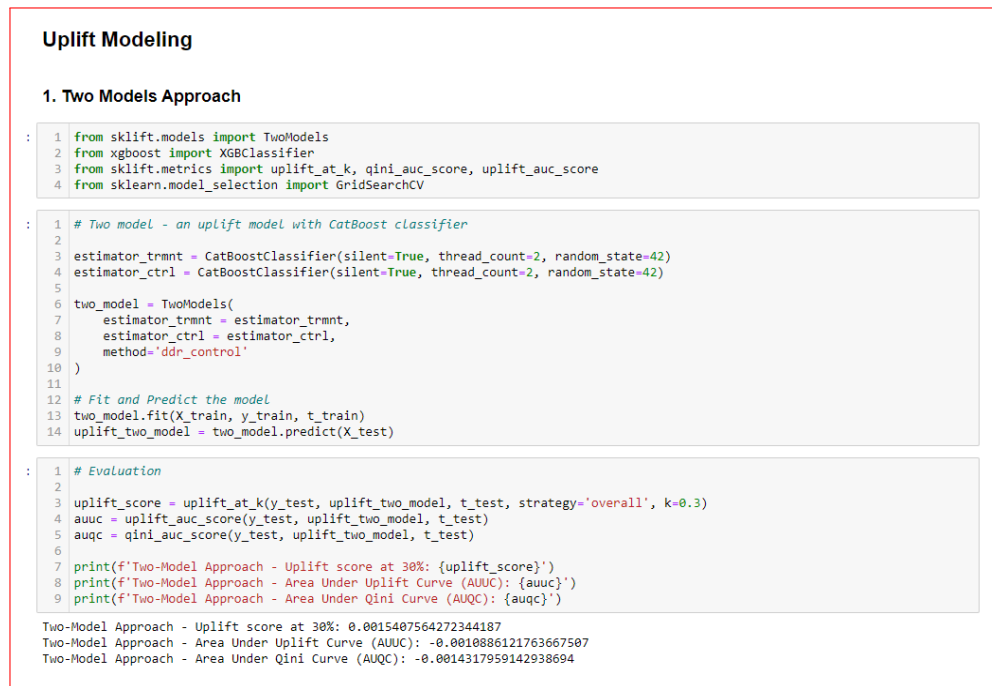 Uplift Modeling
1. Two Models Approach
:
1 from sklift.models import TwoModels
2 from xgboost import XGBClassifier
3 from sklift.metrics import uplift_at_k, qini_auc_score, uplift_auc_score
4 from sklearn.model_selection import GridSearchCV
:
1 # Two model - an uplift model with CatBoost classifier
2
3 estimator_trmnt = CatBoostClassifier(silent=True, thread_count=2, random_state=42)
4 estimator_ctrl = CatBoostClassifier(silent=True, thread_count=2, random_state=42)
5
6 two_model = TwoModels(
7     estimator_trmnt = estimator_trmnt,
8     estimator_ctrl = estimator_ctrl,
9     method='ddr_control'
10 )
11
12 # Fit and Predict the model
13 two_model.fit(X_train, y_train, t_train)
14 uplift_two_model = two_model.predict(X_test)
:
1 # Evaluation
2
3 uplift_score = uplift_at_k(y_test, uplift_two_model, t_test, strategy='overall', k=0.3)
4 auuc = uplift_auc_score(y_test, uplift_two_model, t_test)
5 auqc = qini_auc_score(y_test, uplift_two_model, t_test)
6
7 print(f'Two-Model Approach - Uplift score at 30%: {uplift_score}')
8 print(f'Two-Model Approach - Area Under Uplift Curve (AUUC): {auuc}')
9 print(f'Two-Model Approach - Area Under Qini Curve (AUQC): {auqc}')
Two-Model Approach - Uplift score at 30%: 0.0015407564272344187
Two-Model Approach - Area Under Uplift Curve (AUUC): -0.0010886121763667507
Two-Model Approach - Area Under Qini Curve (AUQC): -0.0014317959142938694